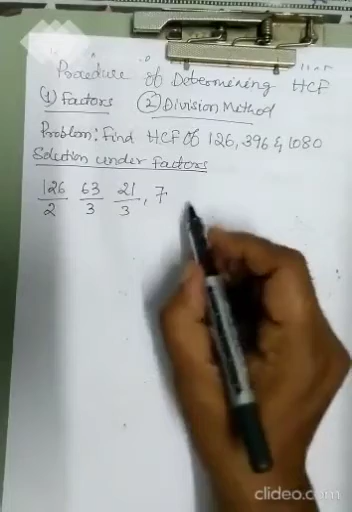 Procedure of Determining HCF
(1) Factors (2) Division Method
Problem: Find HCF of 126, 396 & 1080
Solution under factors
126/2 63/3 21/3, 7
clideo.com